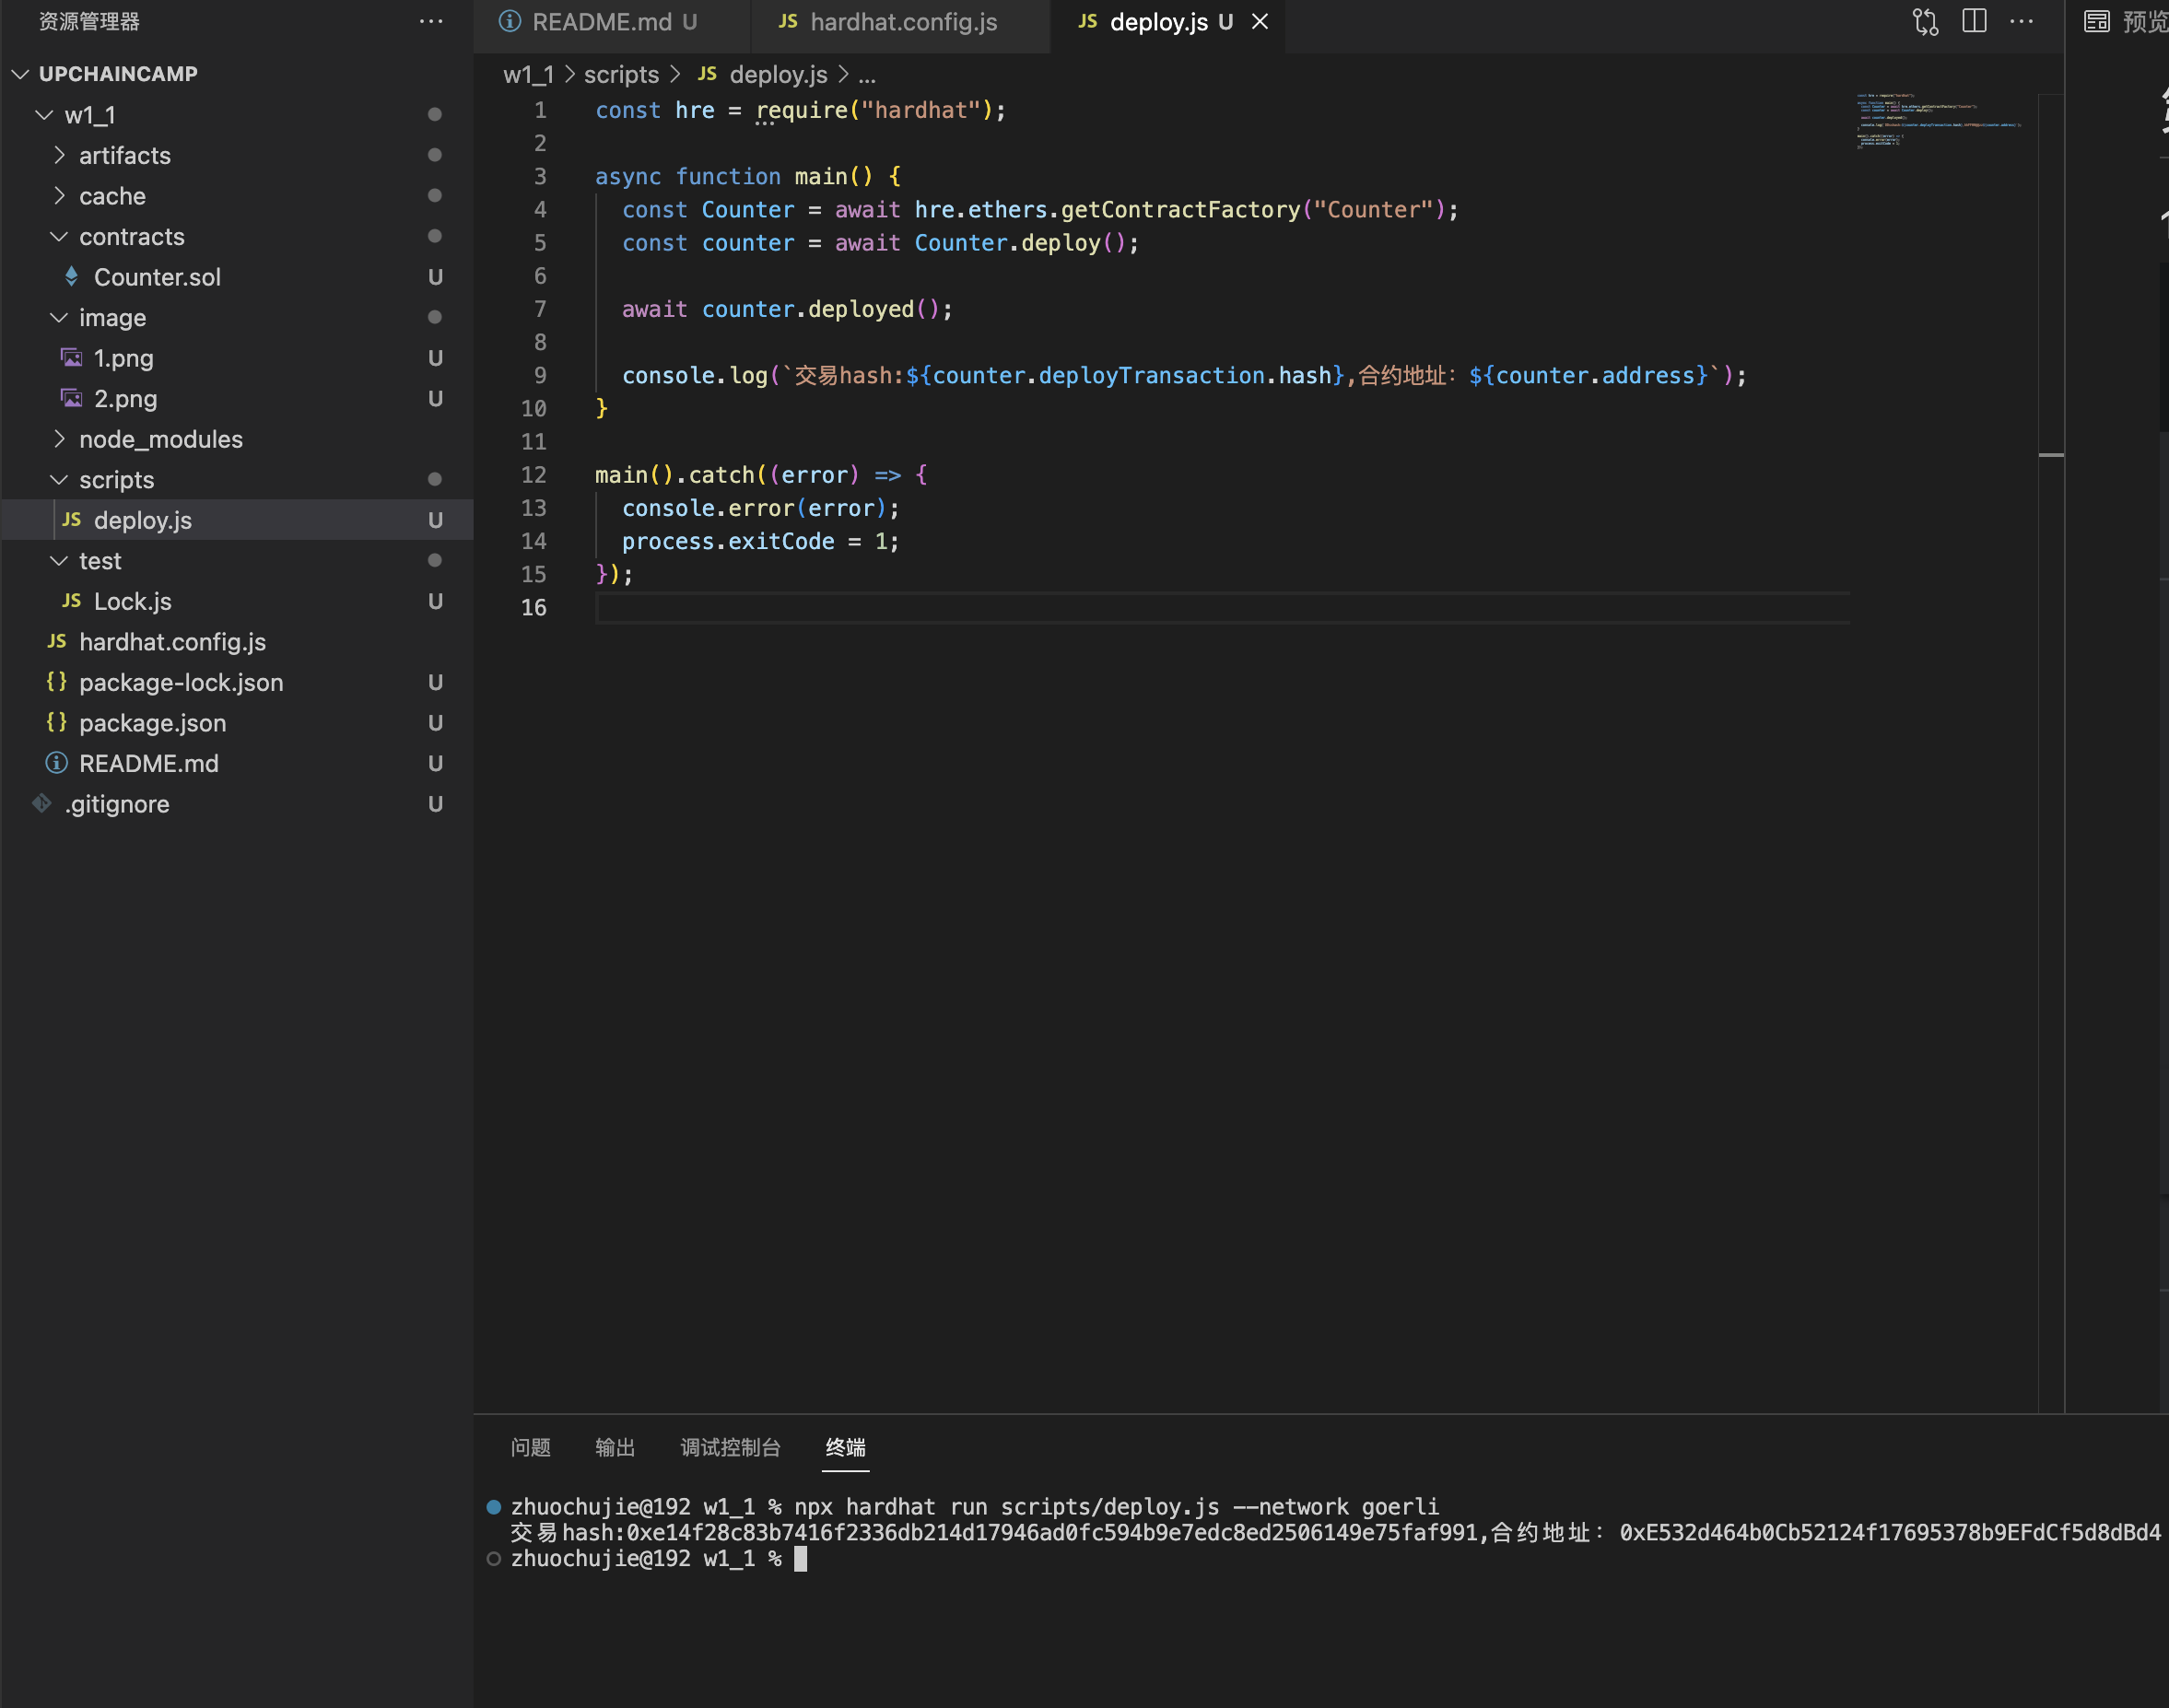 资源管理器
UPCHAINCAMP
w1_1
artifacts
cache
contracts
Counter.sol U
image
1.png U
2.png U
node_modules
scripts
deploy.js U
test
Lock.js U
hardhat.config.js
package-lock.json U
package.json U
README.md U
.gitignore U
README.md U
JS hardhat.config.js
JS deploy.js U
预览
w1_1 > scripts > JS deploy.js > ...
1 const hre = require("hardhat");
2
3 async function main() {
4 const Counter = await hre.ethers.getContractFactory("Counter");
5 const counter = await Counter.deploy();
6
7 await counter.deployed();
8
9 console.log(`交易hash:${counter.deployTransaction.hash},合约地址: ${counter.address}`);
10 }
11
12 main().catch((error) => {
13 console.error(error);
14 process.exitCode = 1;
15 });
16
问题 输出 调试控制台 终端
zhuochujie@192 w1_1 % npx hardhat run scripts/deploy.js --network goerli
交易hash:0xe14f28c83b7416f2336db214d17946ad0fc594b9e7edc8ed2506149e75faf991,合约地址: 0xE532d464b0Cb52124f17695378b9EFdCf5d8dBd4
zhuochujie@192 w1_1 %